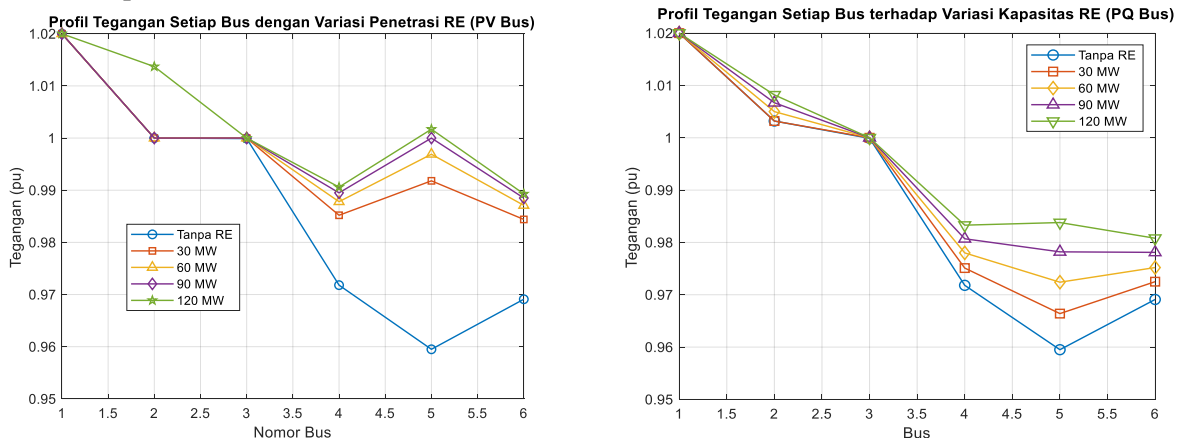 Profil Tegangan Setiap Bus dengan Variasi Penetrasi RE (PV Bus)
1.02
1.01
1
0.99
0.98
0.97
0.96
0.95
Tegangan (pu)
Tanpa RE
30 MW
60 MW
90 MW
120 MW
1 1.5 2 2.5 3 3.5 4 4.5 5 5.5 6
Nomor Bus
Profil Tegangan Setiap Bus terhadap Variasi Kapasitas RE (PQ Bus)
1.02
1.01
1
0.99
0.98
0.97
0.96
0.95
Tegangan (pu)
Tanpa RE
30 MW
60 MW
90 MW
120 MW
1 1.5 2 2.5 3 3.5 4 4.5 5 5.5 6
Bus